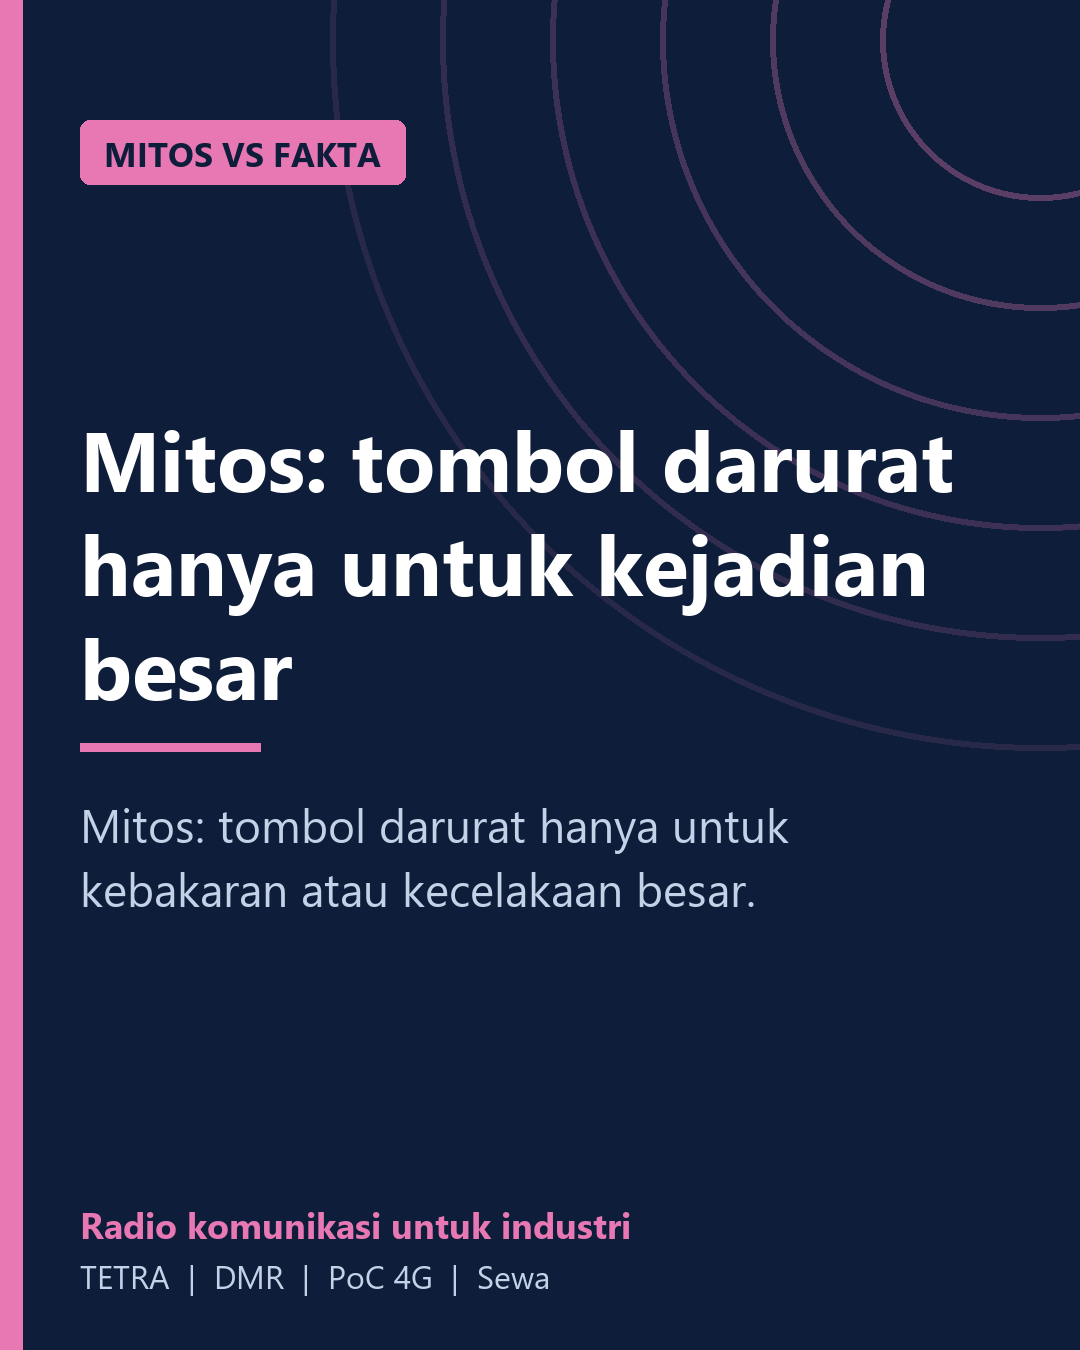 MITOS VS FAKTA
Mitos: tombol darurat
hanya untuk kejadian
besar
Mitos: tombol darurat hanya untuk
kebakaran atau kecelakaan besar.
Radio komunikasi untuk industri
TETRA | DMR | PoC 4G | Sewa